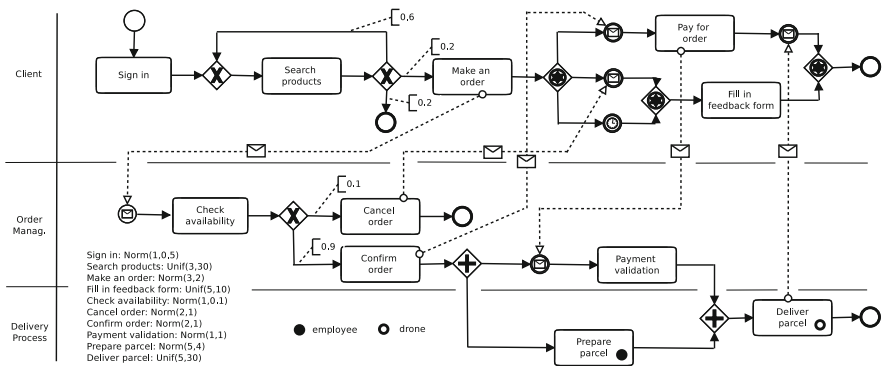 0.6
Client
Sign in
Search
products
0.2
0.2
Make an
order
Pay for
order
Fill in
feedback form
Order
Manag.
Check
availability
0.1
0.9
Cancel
order
Confirm
order
Payment
validation
Sign in: Norm(1,0,5)
Search products: Unif(3,30)
Make an order: Norm(3,2)
Fill in feedback form: Unif(5,10)
Check availability: Norm(1,0.1)
Cancel order: Norm(2,1)
Confirm order: Norm(2,1)
Payment validation: Norm(1,1)
Prepare parcel: Norm(5,4)
Deliver parcel: Unif(5,30)
Delivery
Process
employee
drone
Prepare
parcel
Deliver
parcel